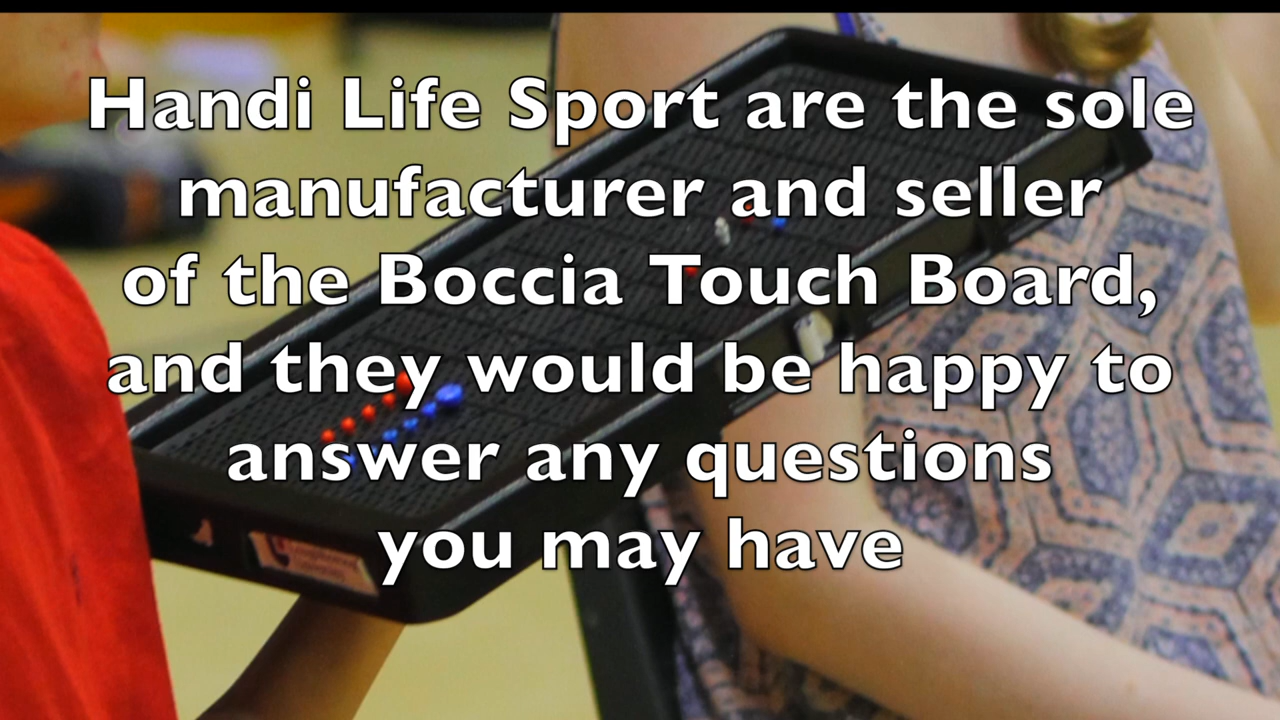 Handi Life Sport are the sole
manufacturer and seller
of the Boccia Touch Board,
and they would be happy to
answer any questions
you may have